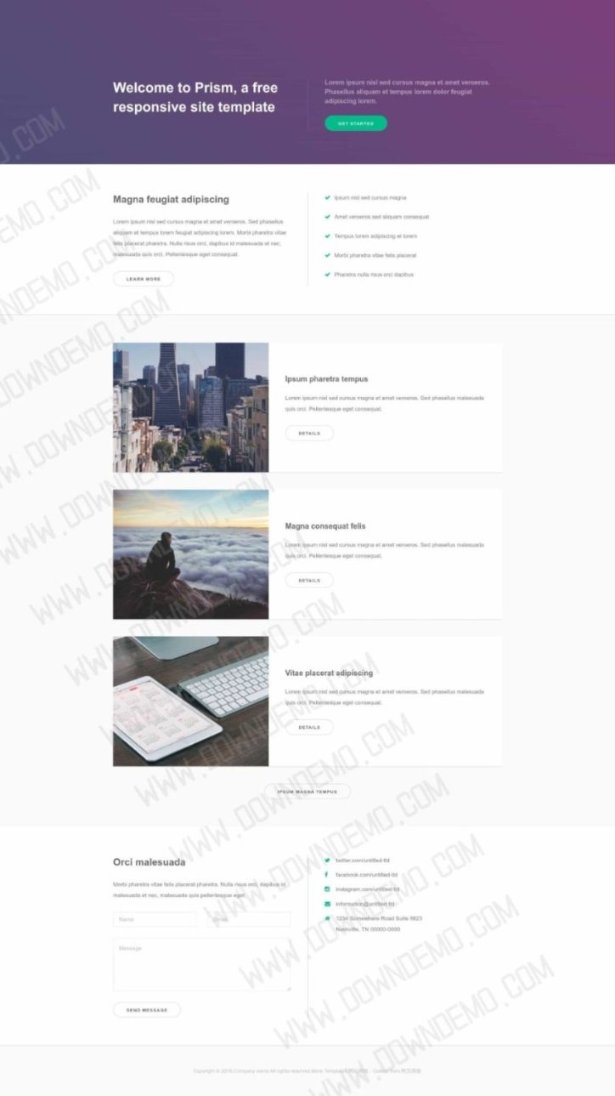 Welcome to Prism, a free
responsive site template
Lorem ipsum nisl sed cursus magna et amet veneros.
Phasellus aliquam et tempus lorem dolor feugiat
adipiscing lorem.
GET STARTED
Magna feugiat adipiscing
Lorem ipsum nisl sed cursus magna et amet veneros. Sed phasellus
aliquam et tempus lorem feugiat adipiscing lorem. Morbi pharetra vitae
felis placerat pharetra. Nulla risus orci, dapibus id malesuada et nec,
malesuada quis orci. Pellentesque eget consequat.
LEARN MORE
Ipsum nisl sed cursus magna
Amet veneros sed aliquam consequat
Tempus lorem adipiscing et lorem
Morbi pharetra vitae felis placerat
Pharetra nulla risus orci dapibus
Ipsum pharetra tempus
Lorem ipsum nisl sed cursus magna et amet veneros. Sed phasellus malesuada
quis orci. Pellentesque eget consequat.
DETAILS
Magna consequat felis
Lorem ipsum nisl sed cursus magna et amet veneros. Sed phasellus malesuada
quis orci. Pellentesque eget consequat.
DETAILS
Vitae placerat adipiscing
Lorem ipsum nisl sed cursus magna et amet veneros. Sed phasellus malesuada
quis orci. Pellentesque eget consequat.
DETAILS
IPSUM MAGNA TEMPUS
Orci malesuada
Morbi pharetra vitae felis placerat pharetra. Nulla risus orci, dapibus id
malesuada et nec, malesuada quis pellentesque eget.
Name
Email
Message
SEND MESSAGE
twitter.com/untitled-tld
facebook.com/untitled-tld
instagram.com/untitled-tld
information@untitled.tld
1234 Somewhere Road Suite
Nashville, TN 00000-0000
Copyright © 2016.Company name All rights reserved.More Templates
WWW.DOWNDEMO.COM